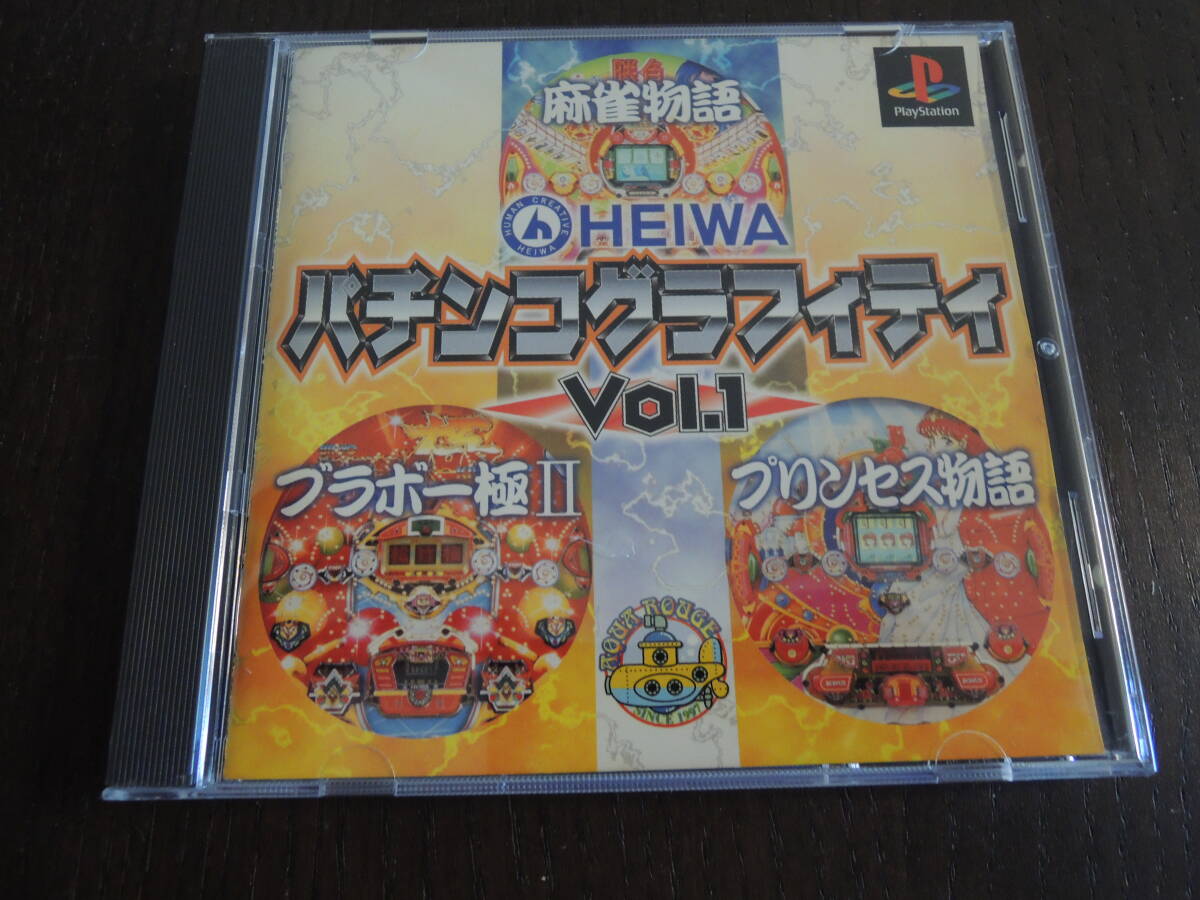 麻雀物語
PlayStation
HUMAN CREATIVE
HEIWA
HEIWA
パチンコグラフィティ
Vol.1
ブラボー極II
プリンセス物語
AQUA ROUGE
SINCE 1997